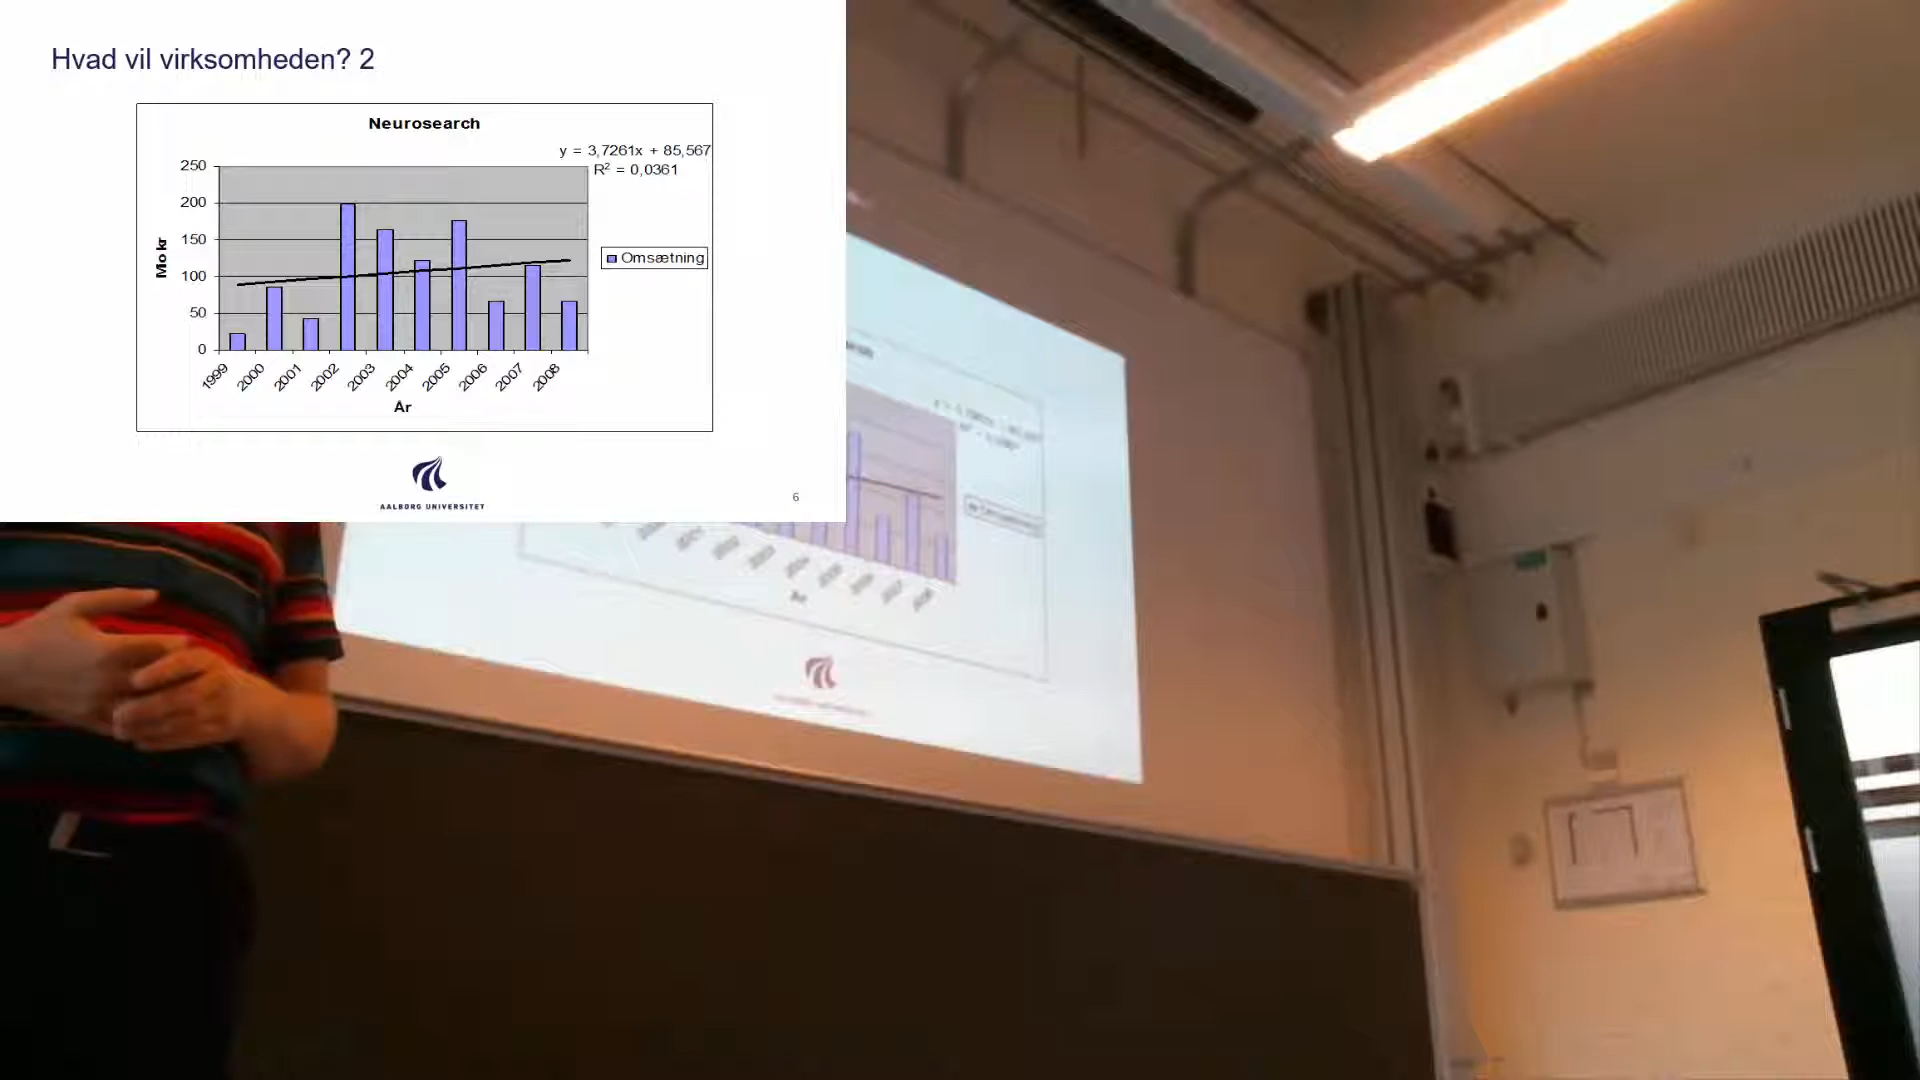 Hvad vil virksomheden? 2
Neurosearch
y = 3,7261x + 85,567
R² = 0,0361
250
200
150
100
50
0
Mo kr
Omsætning
1999
2000
2001
2002
2003
2004
2005
2006
2007
2008
År
AALBORG UNIVERSITET
6